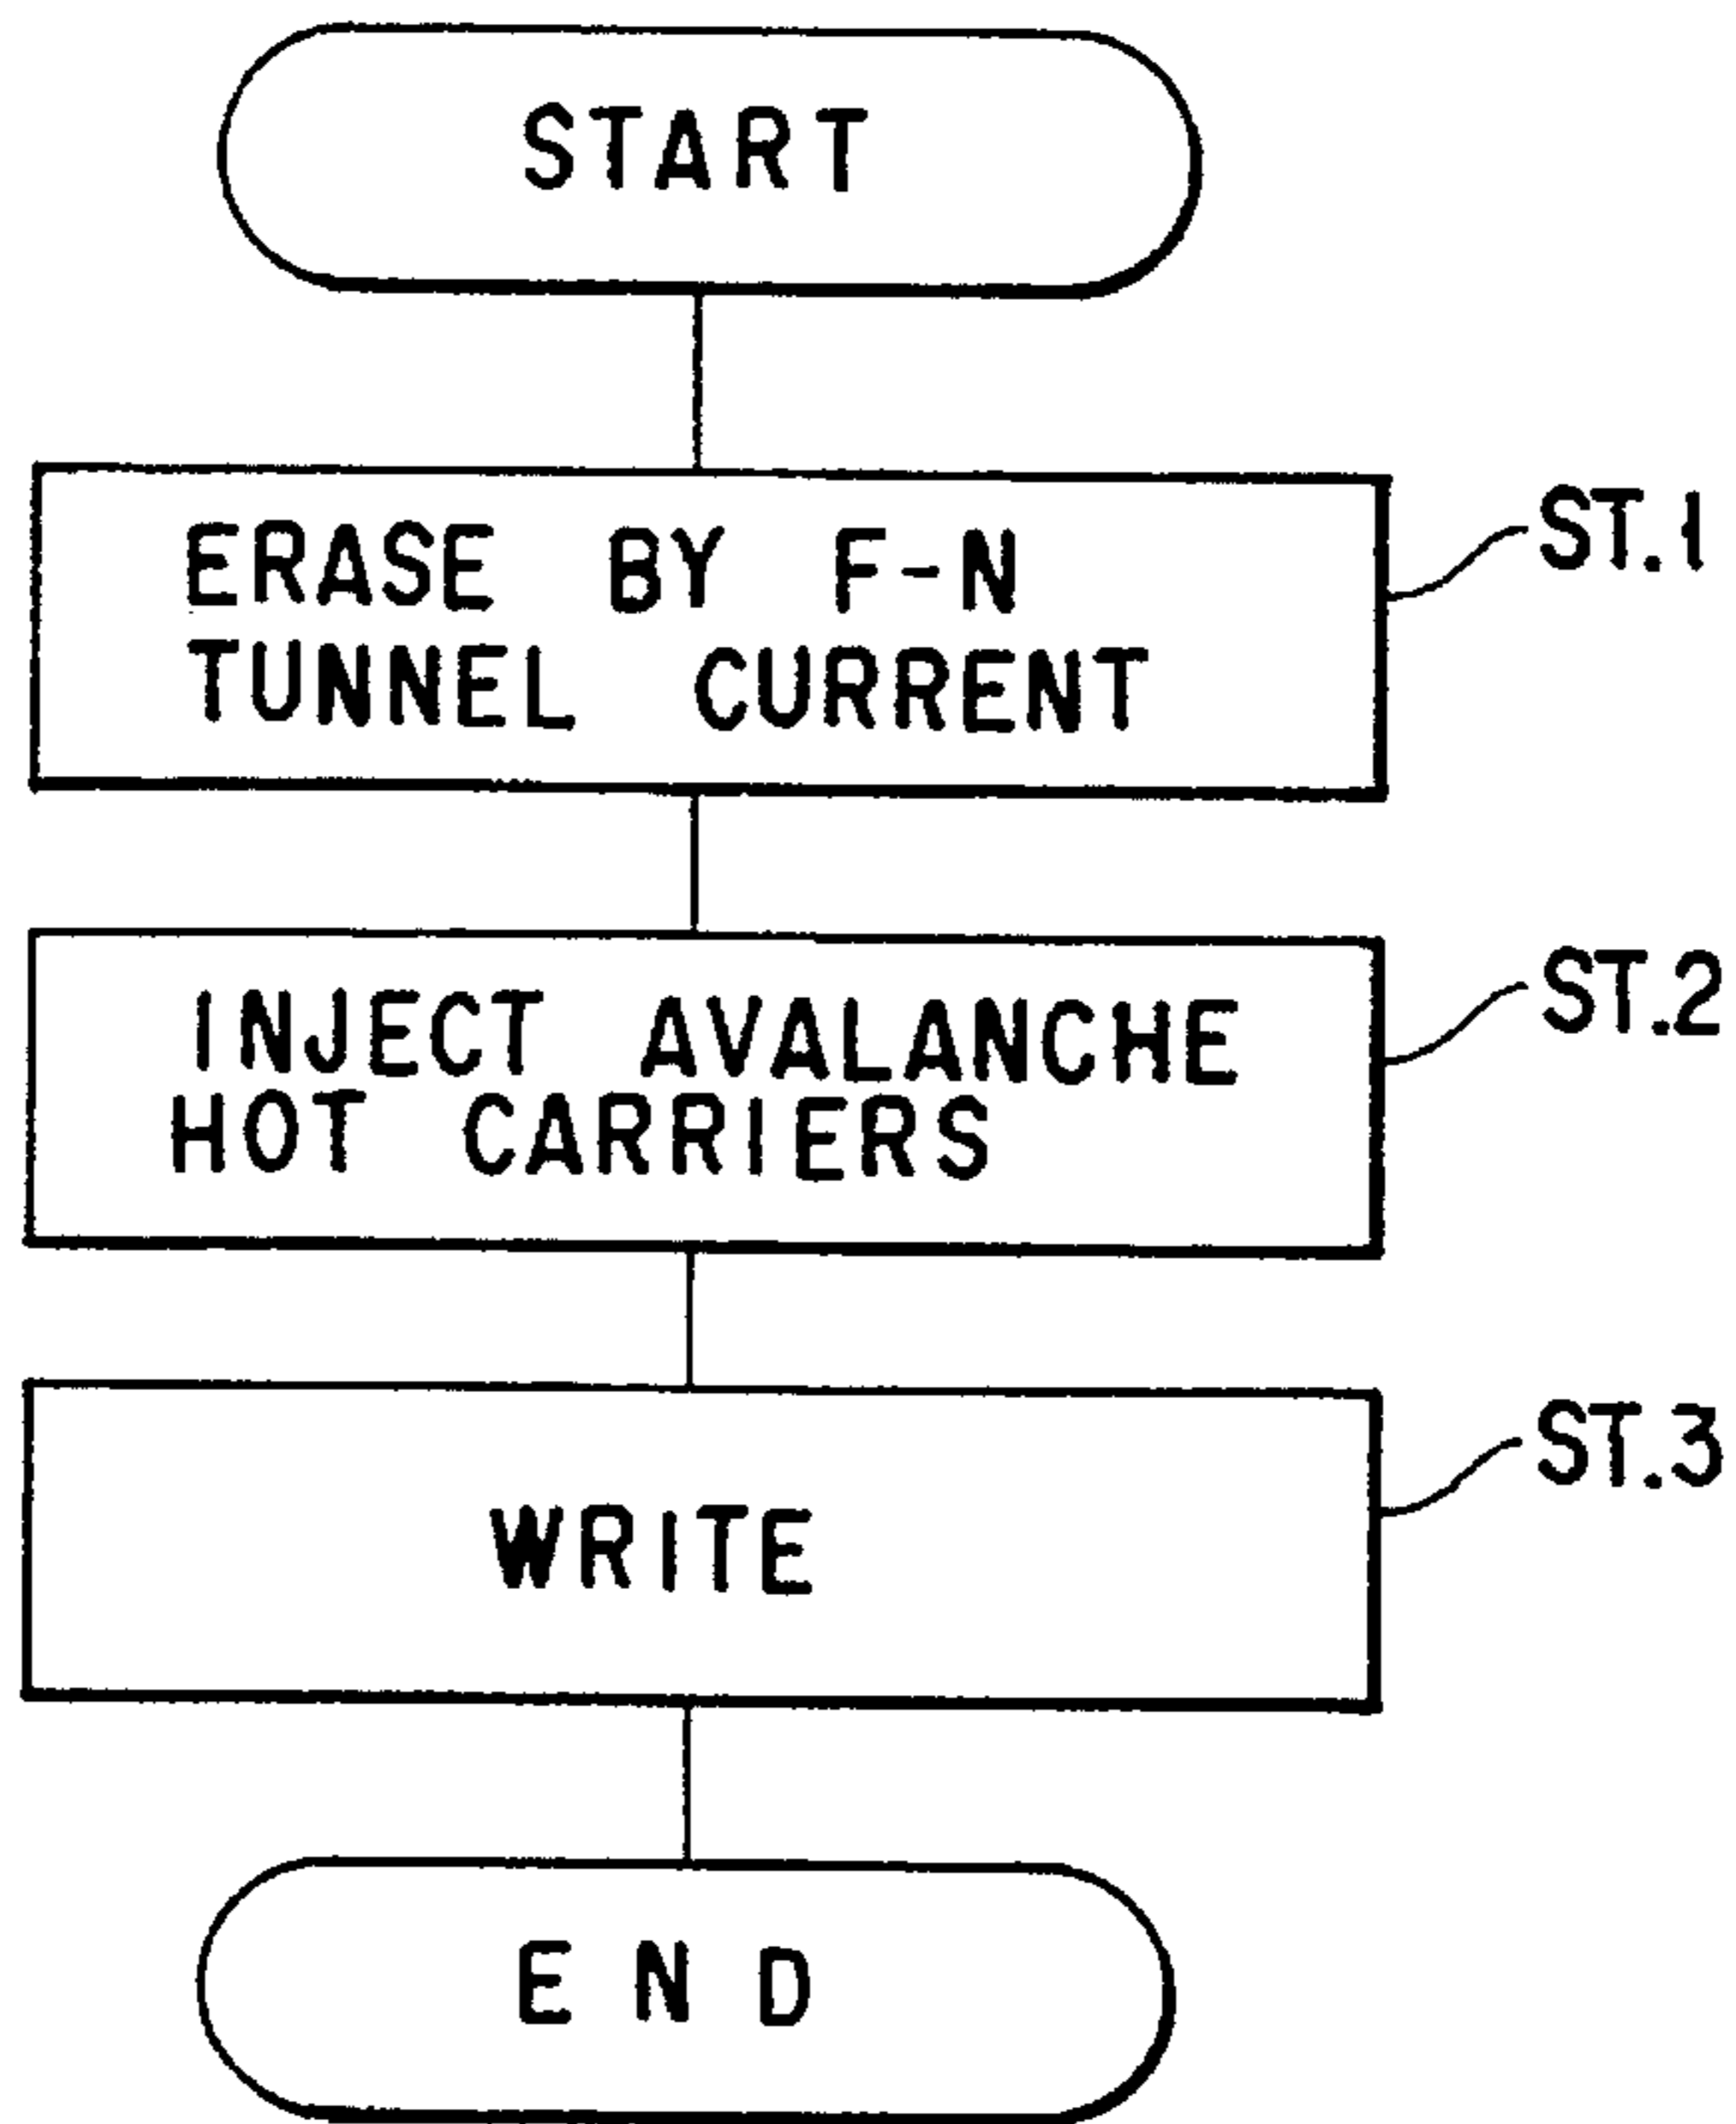 START
ERASE BY F-N
TUNNEL CURRENT
ST.1
INJECT AVALANCHE
HOT CARRIERS
ST.2
WRITE
ST.3
END